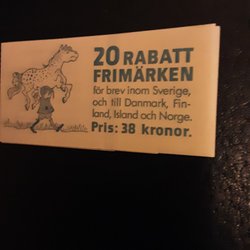 20 RABATT
FRIMÄRKEN
för brev inom Sverige,
och till Danmark, Fin-
land, Island och Norge.
Pris: 38 kronor.